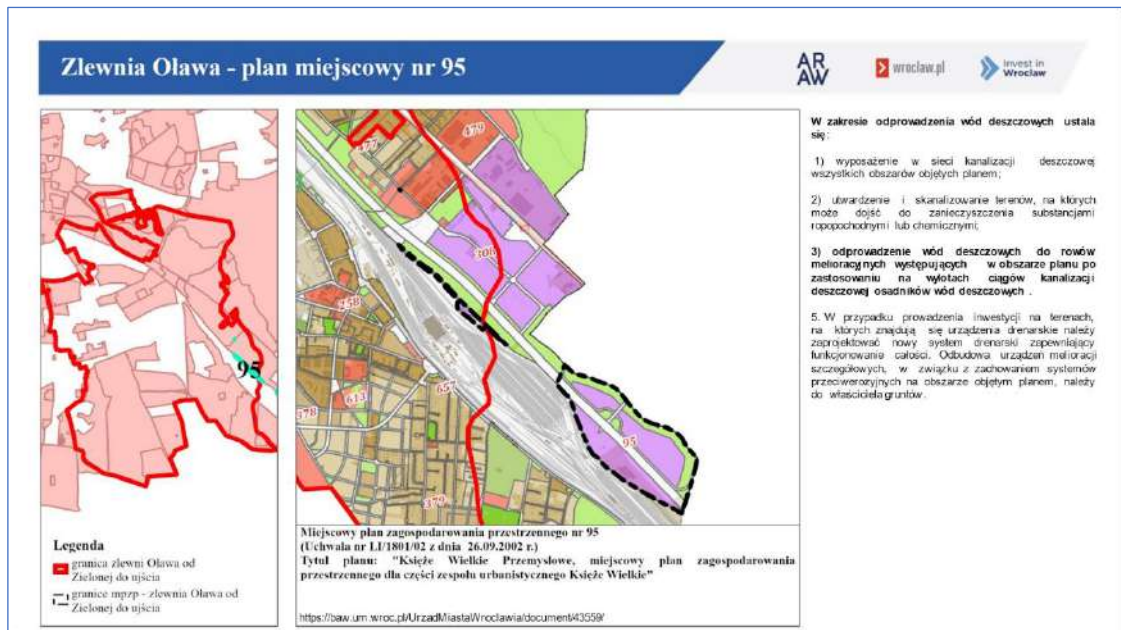 Zlewnia Oława - plan miejscowy nr 95
AR
AW
wroclaw.pl
Invest in
Wrocław
95
Legenda
granica zlewni Oława od
Zielonej do ujścia
granice mpzp - zlewnia Oława od
Zielonej do ujścia
477
469
308
258
95
657
613
378
379
Miejscowy plan zagospodarowania przestrzennego nr 95
(Uchwała nr LI/1801/02 z dnia 26.09.2002 r.)
Tytuł planu: "Księże Wielkie Przemysłowe, miejscowy plan zagospodarowania
przestrzennego dla części zespołu urbanistycznego Księże Wielkie"
https://baw.um.wroc.pl/UrzadMiastaWroclawia/document/43559/
W zakresie odprowadzenia wód deszczowych ustala
się:
1) wyposażenie w sieci kanalizacji deszczowej
wszystkich obszarów objętych planem;
2) utwardzenie i skanalizowanie terenów, na których
może dojść do zanieczyszczenia substancjami
ropopochodnymi lub chemicznymi;
3) odprowadzenie wód deszczowych do rowów
melioracyjnych występujących w obszarze planu po
zastosowaniu na wylotach ciągów kanalizacji
deszczowej osadników wód deszczowych .
5. W przypadku prowadzenia inwestycji na terenach,
na których znajdują się urządzenia drenarskie należy
zaprojektować nowy system drenarski zapewniający
funkcjonowanie całości. Odbudowa urządzeń melioracji
szczegółowych, w związku z zachowaniem systemów
przeciwerozyjnych na obszarze objętym planem, należy
do właściciela gruntów.